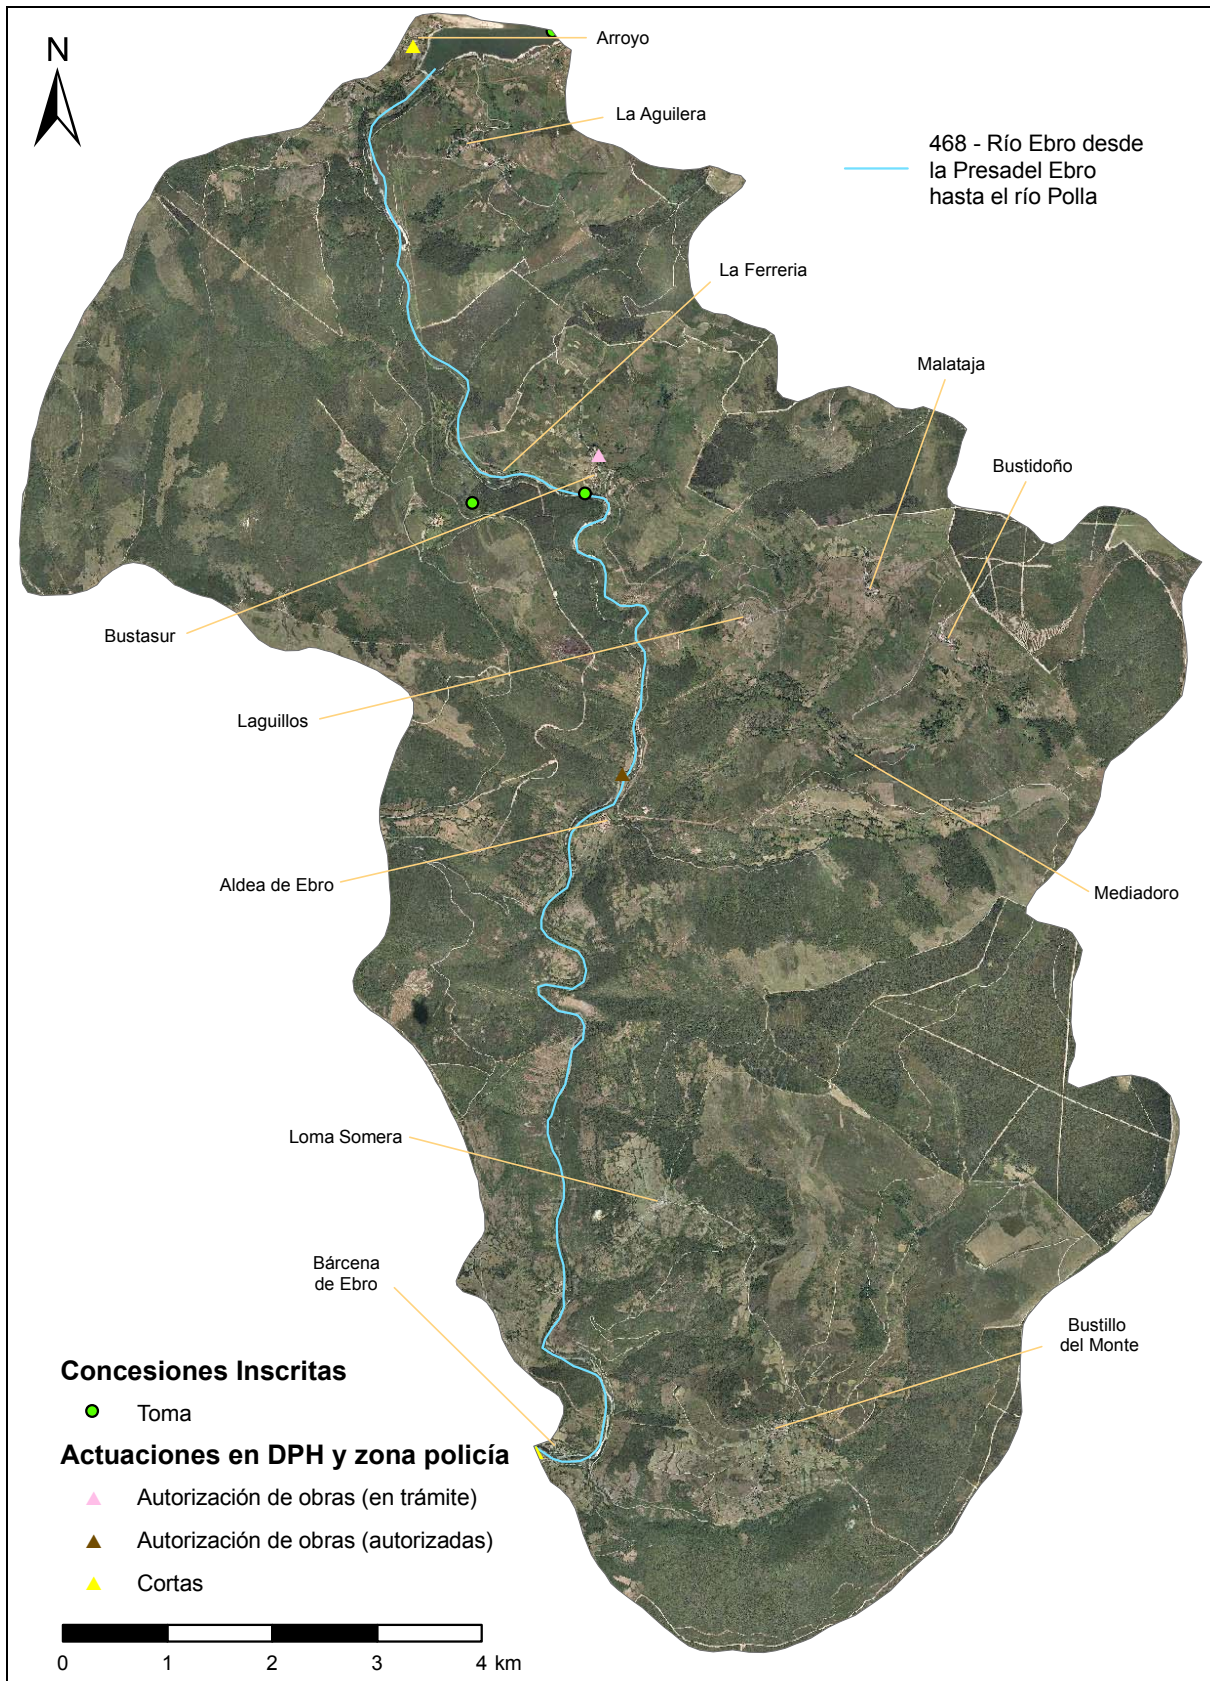 N
Arroyo
La Aguilera
468 - Río Ebro desde
la Presadel Ebro
hasta el río Polla
La Ferreria
Malataja
Bustidoño
Bustasur
Laguillos
Aldea de Ebro
Mediadoro
Loma Somera
Bárcena
de Ebro
Bustillo
del Monte
Concesiones Inscritas
Toma
Actuaciones en DPH y zona policía
Autorización de obras (en trámite)
Autorización de obras (autorizadas)
Cortas
0 1 2 3 4 km